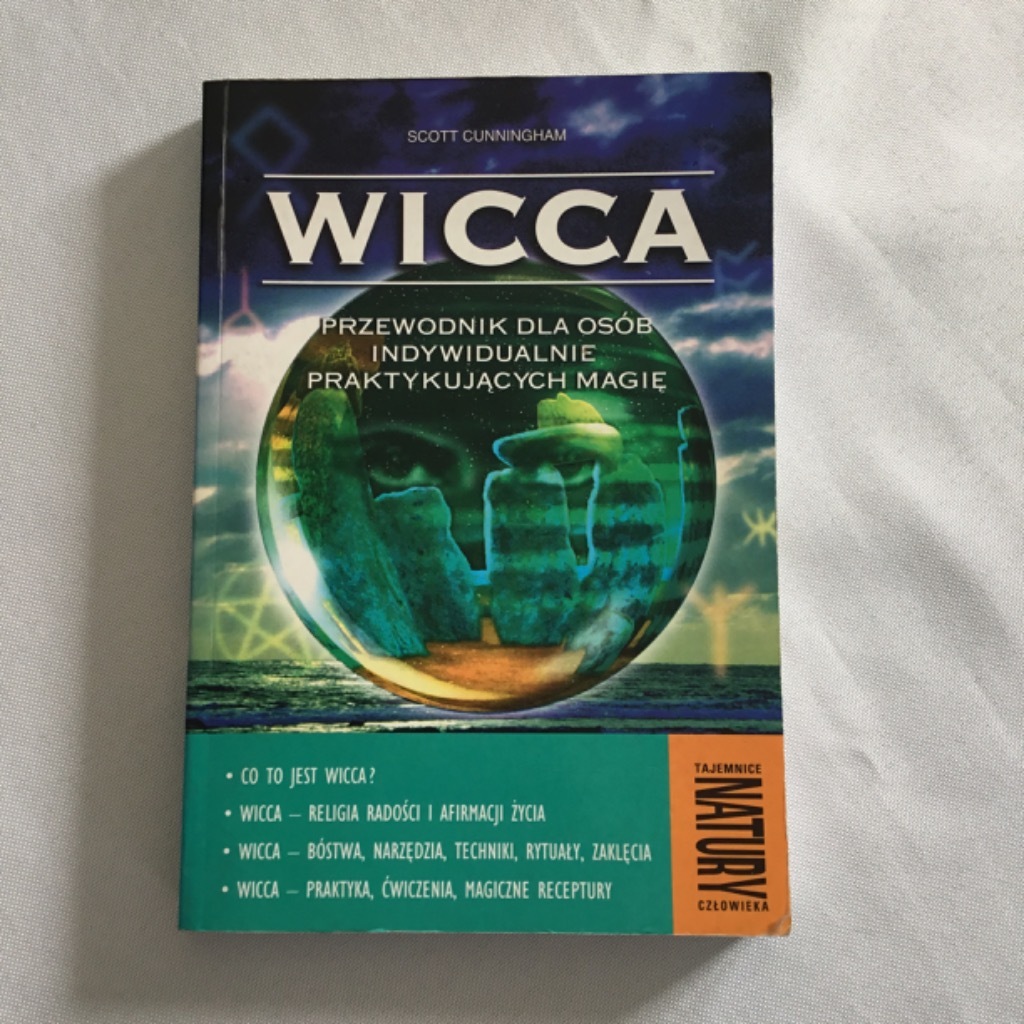 SCOTT CUNNINGHAM
WICCA
PRZEWODNIK DLA OSÓB
INDYWIDUALNIE
PRAKTYKUJĄCYCH MAGIĘ
• CO TO JEST WICCA?
• WICCA – RELIGIA RADOŚCI I AFIRMACJI ŻYCIA
• WICCA – BÓSTWA, NARZĘDZIA, TECHNIKI, RYTUAŁY, ZAKLĘCIA
• WICCA – PRAKTYKA, ĆWICZENIA, MAGICZNE RECEPTURY
TAJEMNICE
NATURY
CZŁOWIEKA